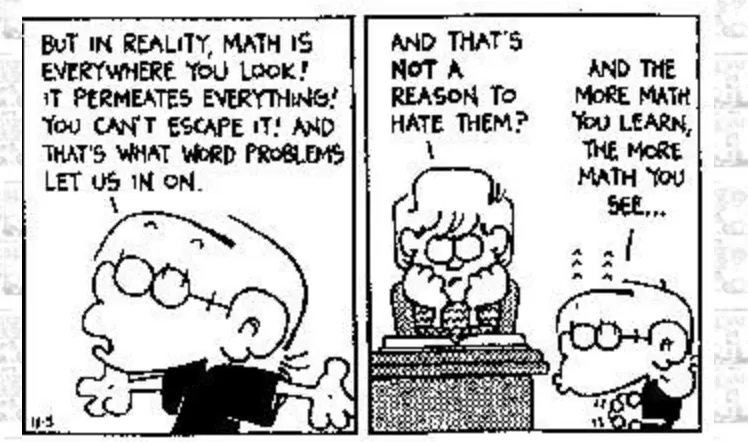 BUT IN REALITY, MATH IS
EVERYWHERE YOU LOOK!
IT PERMEATES EVERYTHING!
YOU CAN'T ESCAPE IT! AND
THAT'S WHAT WORD PROBLEMS
LET US IN ON.
AND THAT'S
NOT A
REASON TO
HATE THEM?
AND THE
MORE MATH
YOU LEARN,
THE MORE
MATH YOU
SEE...
11-5